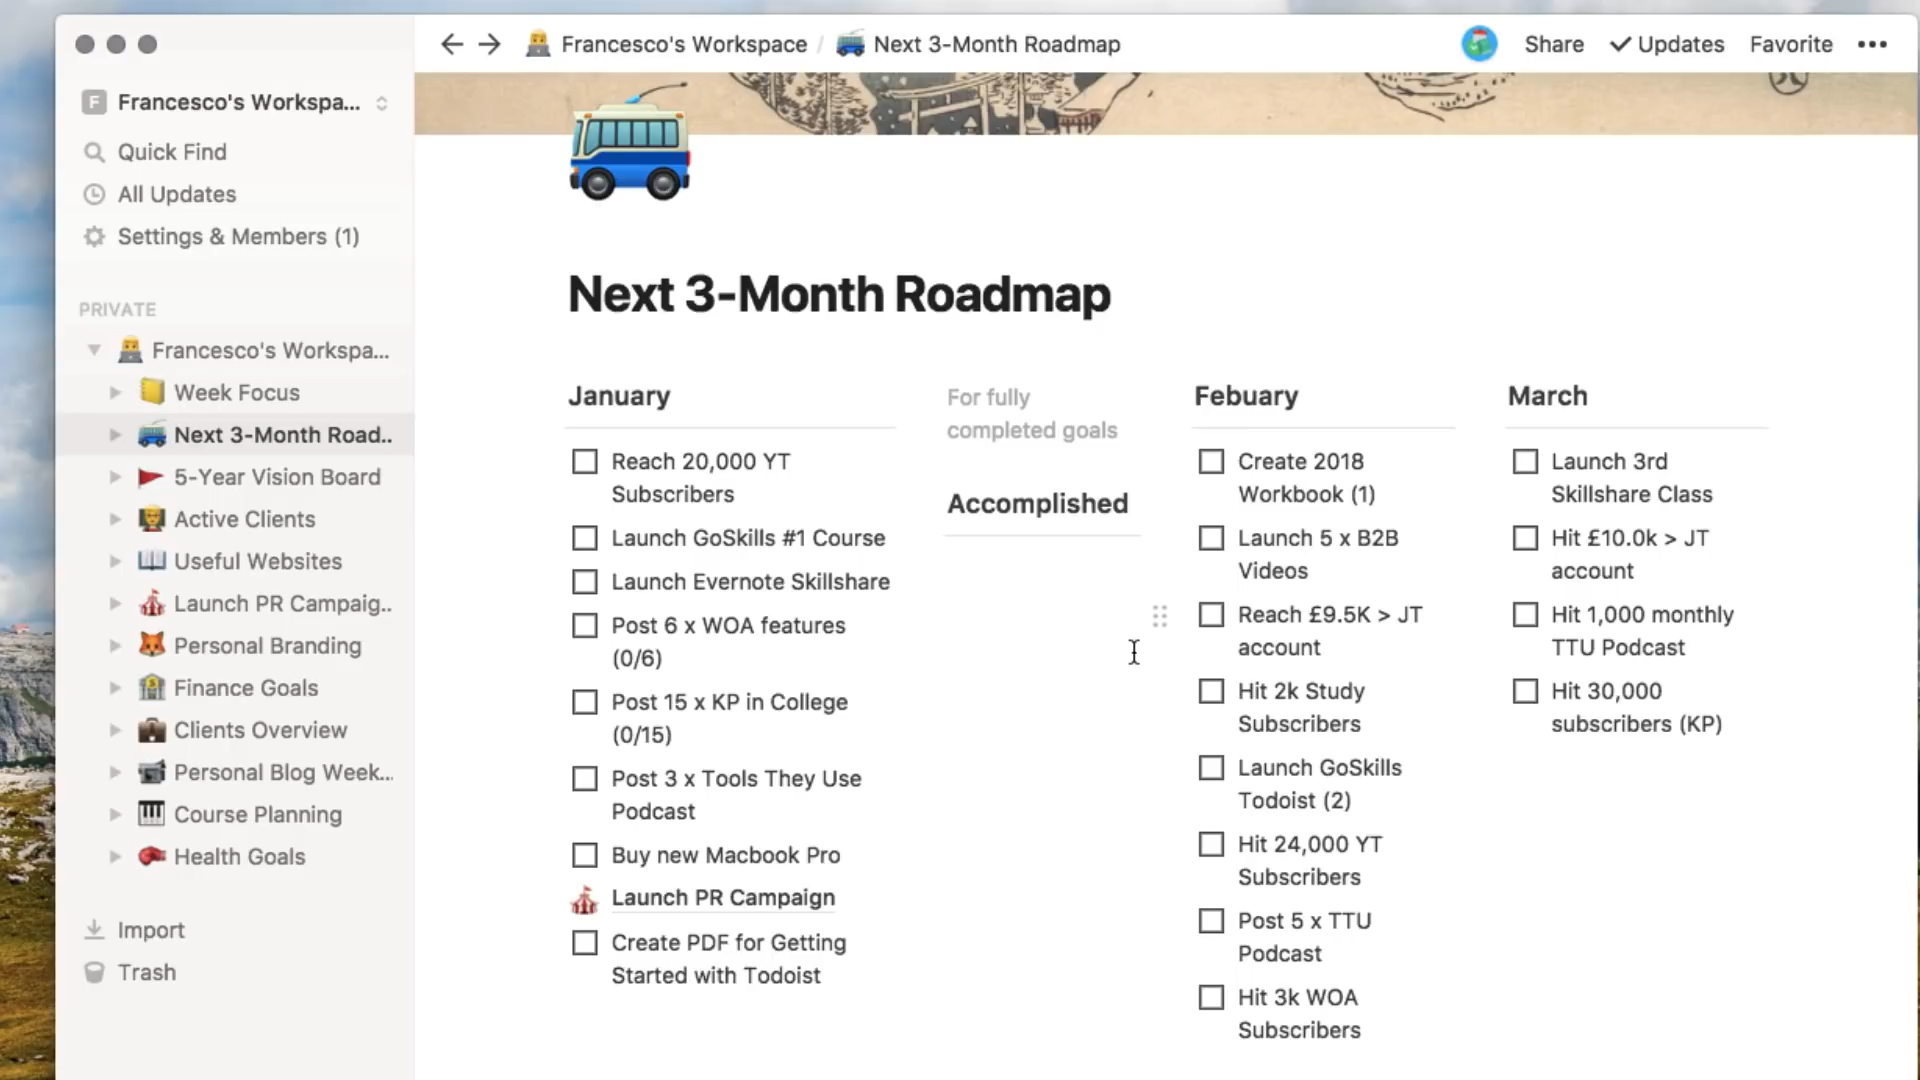 Francesco's Workspace / Next 3-Month Roadmap
Share
Updates
Favorite
F Francesco's Workspa...
Quick Find
All Updates
Settings & Members (1)
PRIVATE
Francesco's Workspa...
Week Focus
Next 3-Month Road..
5-Year Vision Board
Active Clients
Useful Websites
Launch PR Campaig..
Personal Branding
Finance Goals
Clients Overview
Personal Blog Week...
Course Planning
Health Goals
Import
Trash
Next 3-Month Roadmap
January
Reach 20,000 YT
Subscribers
Launch GoSkills #1 Course
Launch Evernote Skillshare
Post 6 x WOA features
(0/6)
Post 15 x KP in College
(0/15)
Post 3 x Tools They Use
Podcast
Buy new Macbook Pro
Launch PR Campaign
Create PDF for Getting
Started with Todoist
For fully
completed goals
Accomplished
Febuary
Create 2018
Workbook (1)
Launch 5 x B2B
Videos
Reach £9.5K > JT
account
Hit 2k Study
Subscribers
Launch GoSkills
Todoist (2)
Hit 24,000 YT
Subscribers
Post 5 x TTU
Podcast
Hit 3k WOA
Subscribers
March
Launch 3rd
Skillshare Class
Hit £10.0k > JT
account
Hit 1,000 monthly
TTU Podcast
Hit 30,000
subscribers (KP)